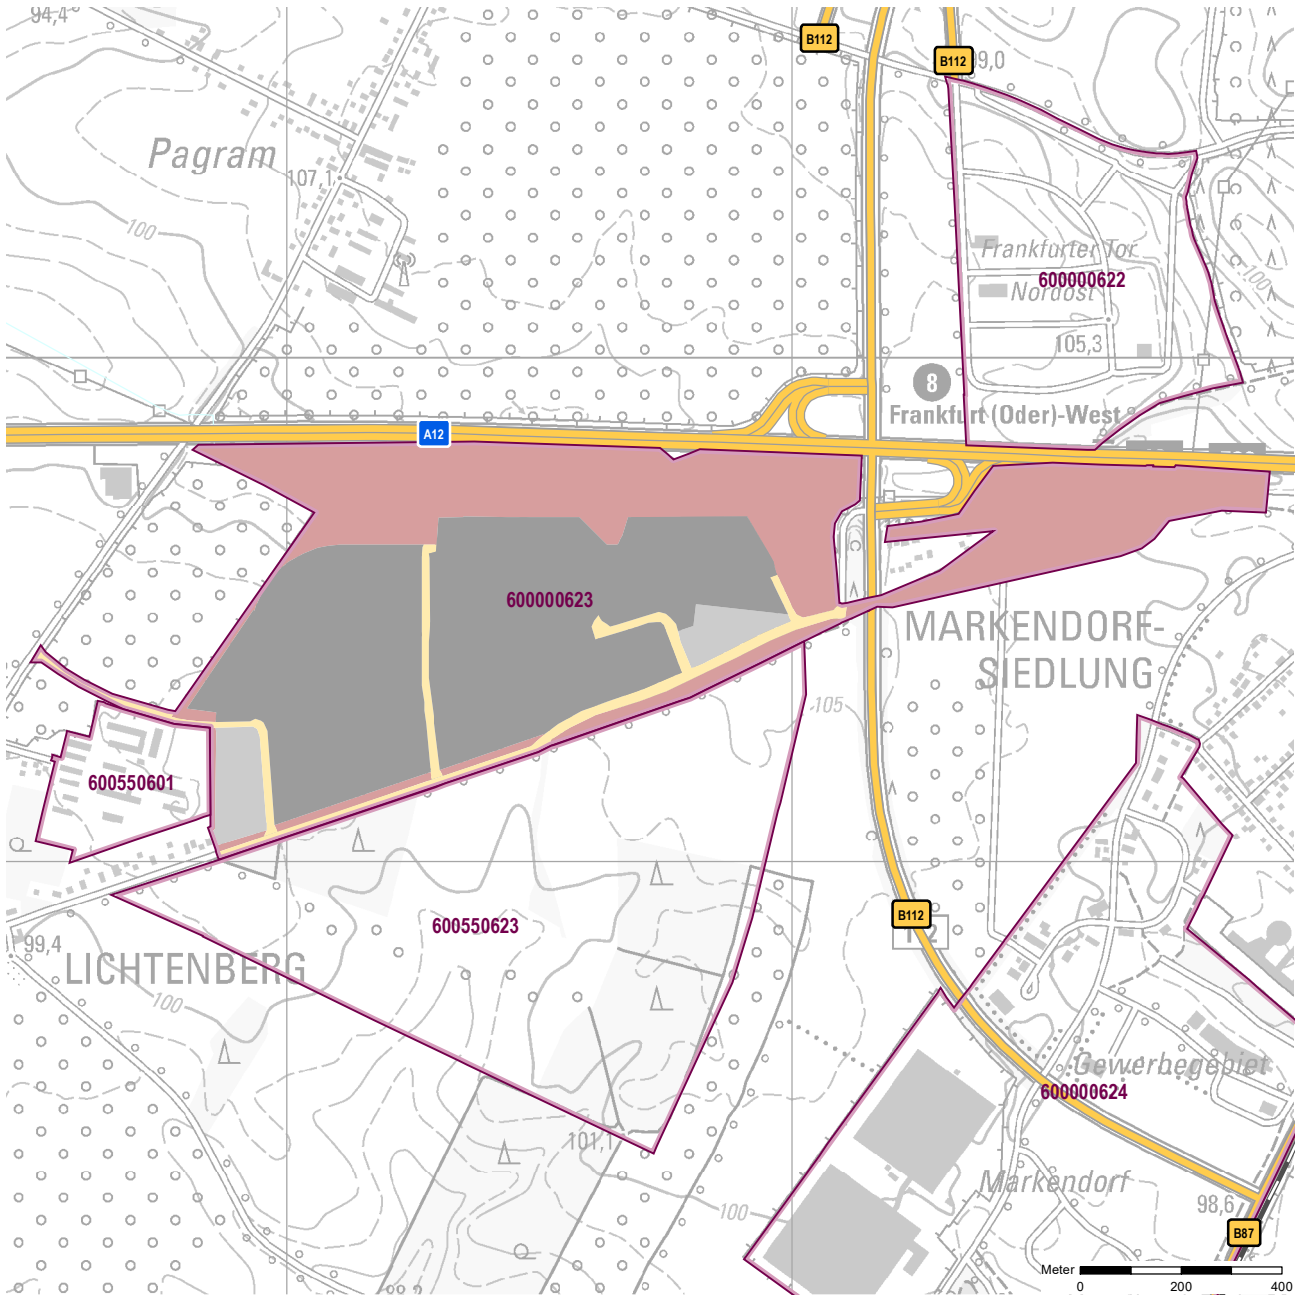 94,4
B112
B112
99,0
Pagram
107,1
100
Frankfurter Tor
600000622
Nordost
100
105,3
8
Frankfurt (Oder)-West
A12
600000623
MARKENDORF-
SIEDLUNG
105
600550601
B112
600550623
99,4
LICHTENBERG
100
Gewerbegebiet
600000624
101,1
Markendorf
98,6
100
B87
Meter
0
200
400